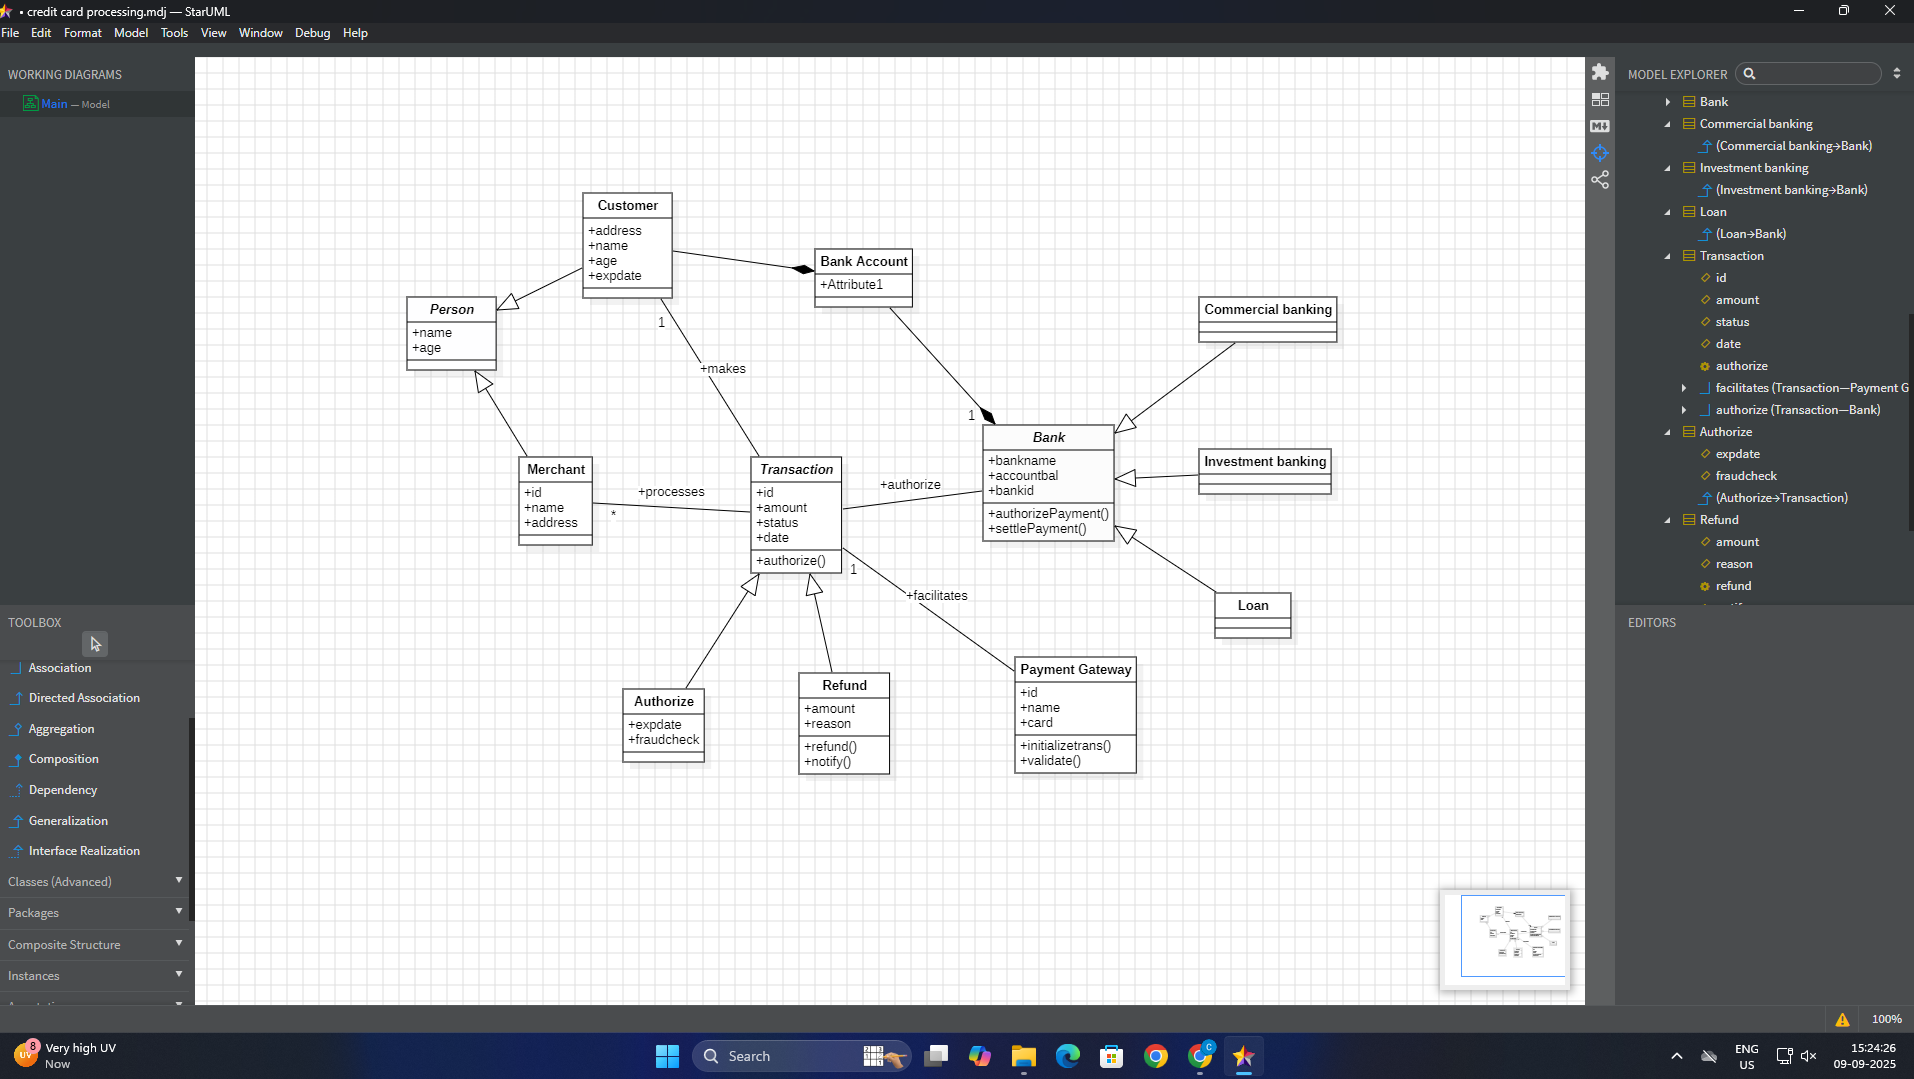 • credit card processing.mdj — StarUML
File Edit Format Model Tools View Window Debug Help
WORKING DIAGRAMS
Main — Model
Customer
+address
+name
+age
+expdate
Bank Account
+Attribute1
Person
+name
+age
1
+makes
Commercial banking
1
Bank
+bankname
+accountbal
+bankid
+authorizePayment()
+settlePayment()
Investment banking
Merchant
+id
+name
+address
+processes
*
Transaction
+id
+amount
+status
+date
+authorize()
+authorize
1
+facilitates
Loan
Authorize
+expdate
+fraudcheck
Refund
+amount
+reason
+refund()
+notify()
Payment Gateway
+id
+name
+card
+initializetrans()
+validate()
TOOLBOX
Association
Directed Association
Aggregation
Composition
Dependency
Generalization
Interface Realization
Classes (Advanced)
Packages
Composite Structure
Instances
MODEL EXPLORER
Bank
Commercial banking
(Commercial banking→Bank)
Investment banking
(Investment banking→Bank)
Loan
(Loan→Bank)
Transaction
id
amount
status
date
authorize
facilitates (Transaction—Payment G
authorize (Transaction—Bank)
Authorize
expdate
fraudcheck
(Authorize→Transaction)
Refund
amount
reason
refund
EDITORS
100%
8
UV
Very high UV
Now
Search
C
ENG
US
15:24:26
09-09-2025